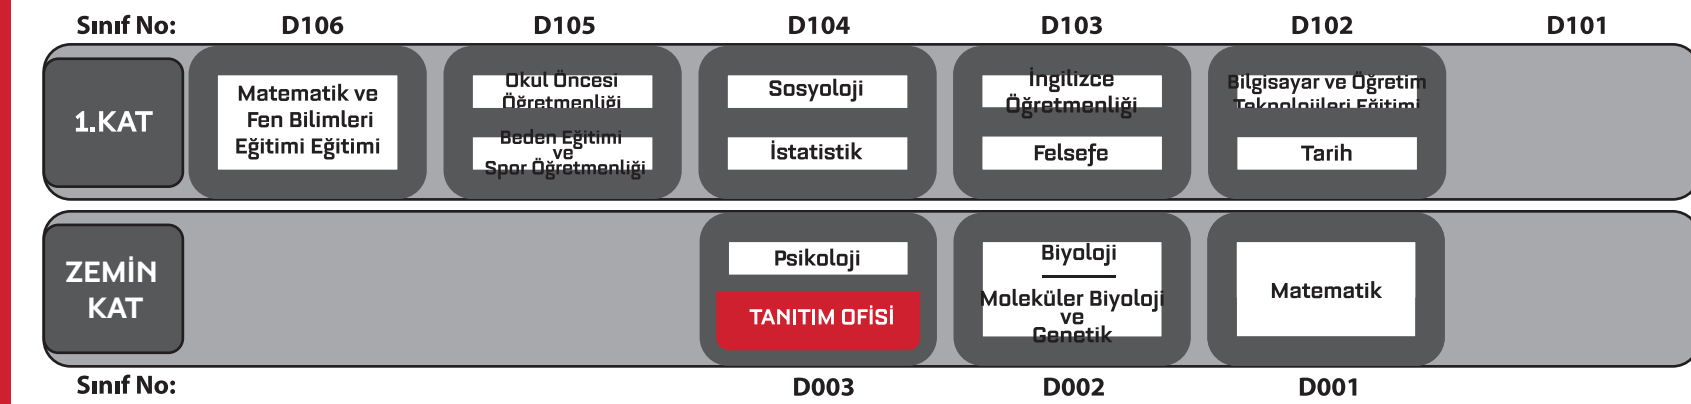 Sınıf No: D106 D105 D104 D103 D102 D101
1.KAT
Matematik ve
Fen Bilimleri
Eğitimi Eğitimi
Okul Öncesi
Öğretmenliği
Beden Eğitimi
ve
Spor Öğretmenliği
Sosyoloji
İstatistik
İngilizce
Öğretmenliği
Felsefe
Bilgisayar ve Öğretim
Teknolojileri Eğitimi
Tarih
ZEMİN
KAT
Psikoloji
TANITIM OFİSİ
Biyoloji
Moleküler Biyoloji
ve
Genetik
Matematik
Sınıf No: D003 D002 D001